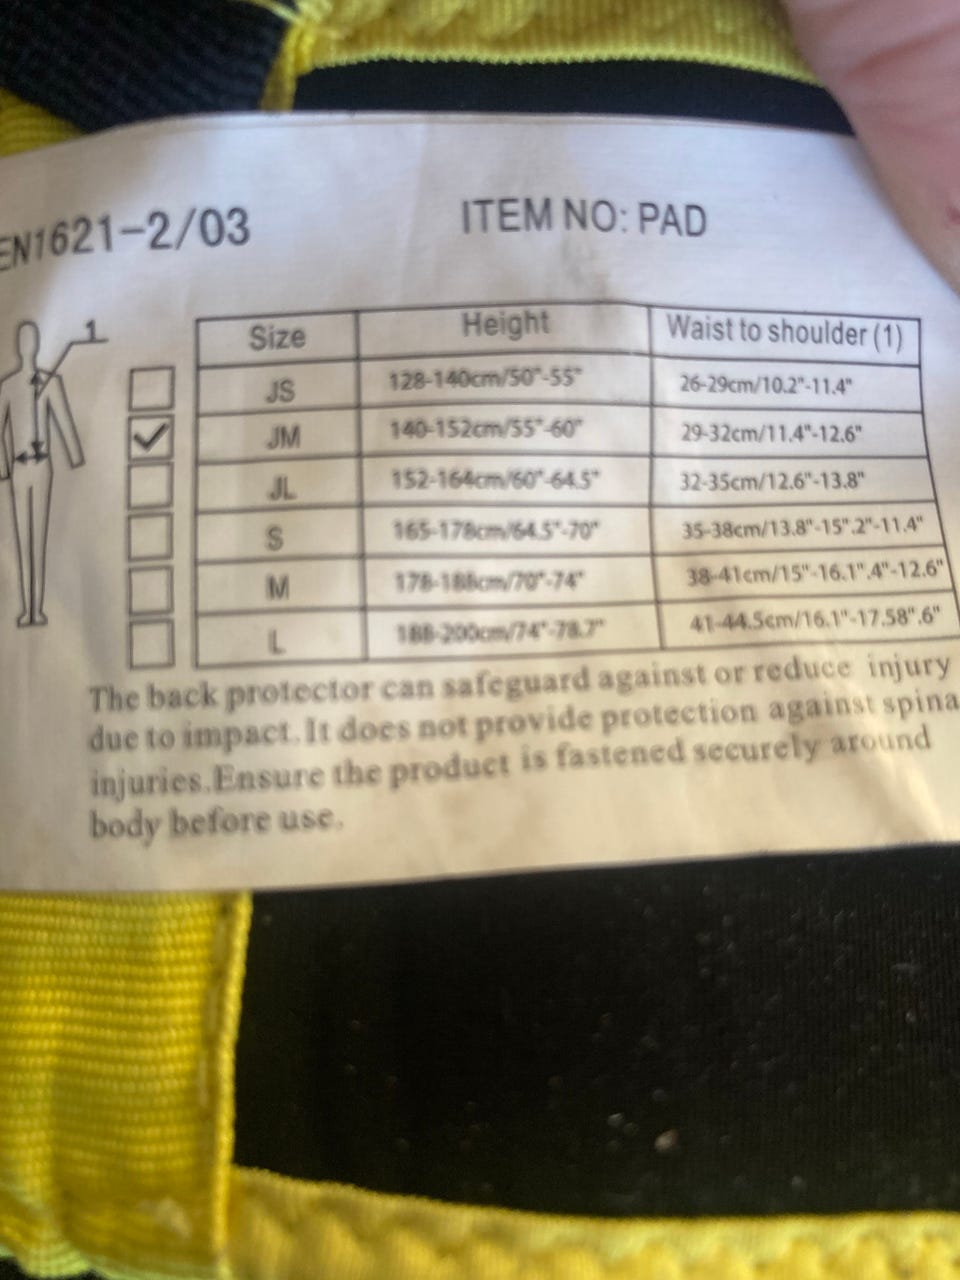 EN1621-2/03
ITEM NO: PAD
1
Size Height Waist to shoulder (1)
JS 128-140cm/50"-55" 26-29cm/10.2"-11.4"
JM 140-152cm/55"-60" 29-32cm/11.4"-12.6"
JL 152-164cm/60"-64.5" 32-35cm/12.6"-13.8"
S 165-178cm/64.5"-70" 35-38cm/13.8"-15".2"-11.4"
M 178-188cm/70"-74" 38-41cm/15"-16.1".4"-12.6"
L 188-200cm/74"-78.7" 41-44.5cm/16.1"-17.58".6"
The back protector can safeguard against or reduce injury
due to impact.It does not provide protection against spina
injuries.Ensure the product is fastened securely around
body before use.